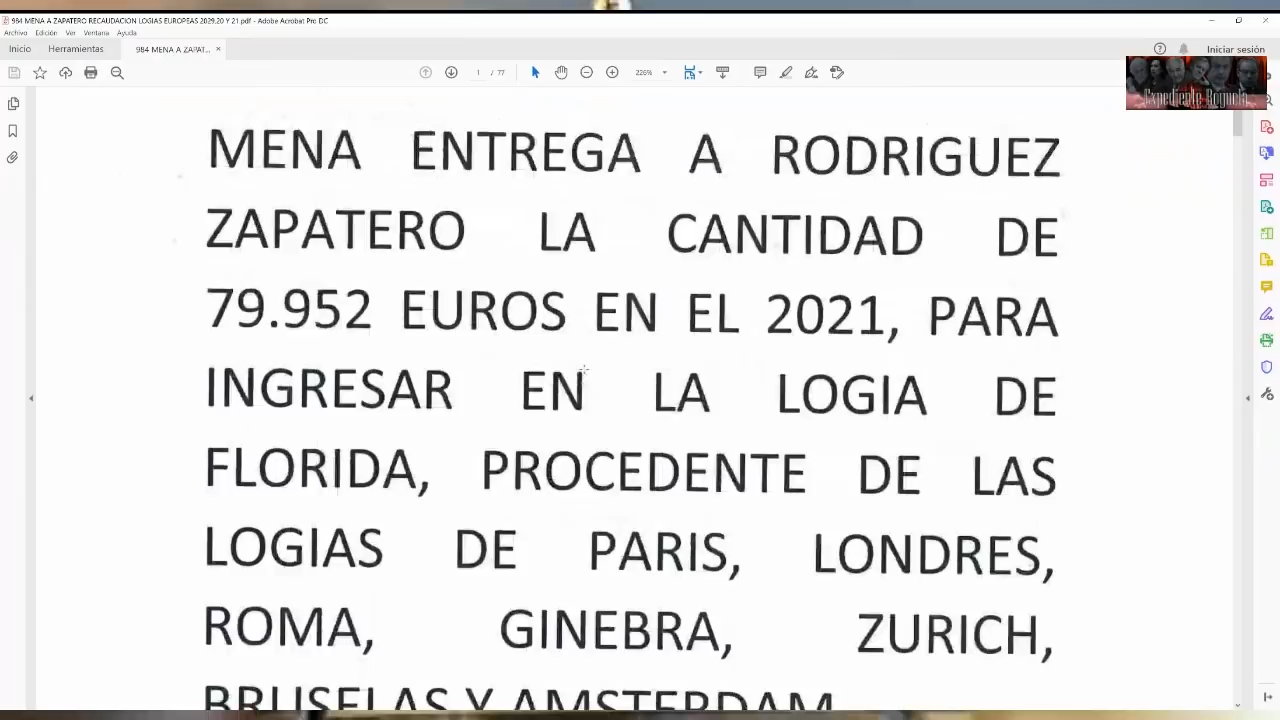 984 MENA A ZAPATERO RECAUDACION LOGIAS EUROPEAS 2029.20 Y 21.pdf - Adobe Acrobat Pro DC
Archivo Edición Ver Ventana Ayuda
Inicio Herramientas 984 MENA A ZAPAT... Iniciar sesión
1 / 77 226%
Expediente Royuela
MENA ENTREGA A RODRIGUEZ
ZAPATERO LA CANTIDAD DE
79.952 EUROS EN EL 2021, PARA
INGRESAR EN LA LOGIA DE
FLORIDA, PROCEDENTE DE LAS
LOGIAS DE PARIS, LONDRES,
ROMA, GINEBRA, ZURICH,
BRUSELAS Y AMSTERDAM